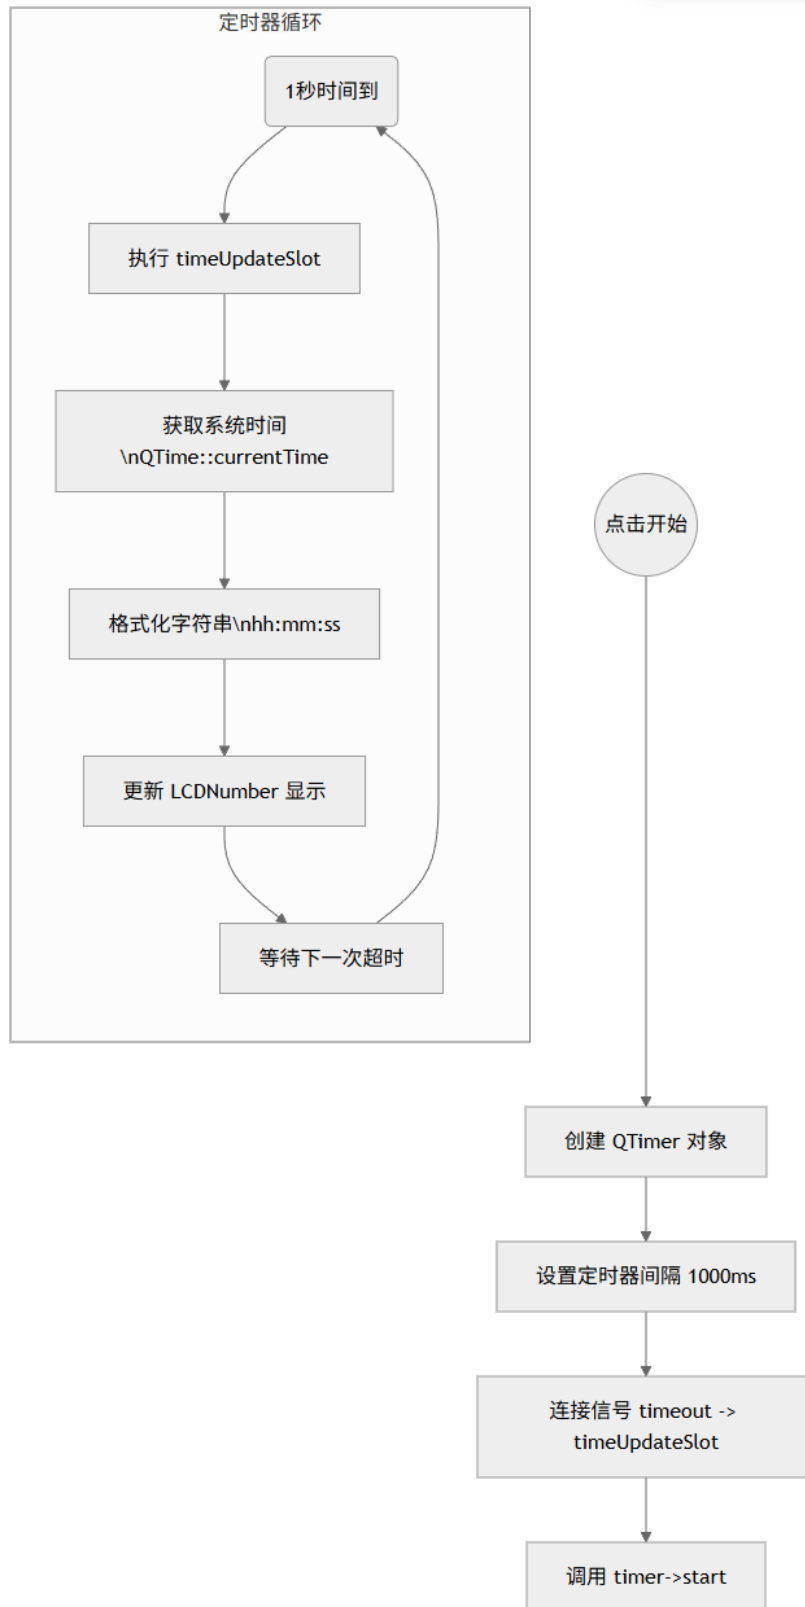 定时器循环
1秒时间到
执行 timeUpdateSlot
获取系统时间
\nQTime::currentTime
格式化字符串\nhh:mm:ss
更新 LCDNumber 显示
等待下一次超时
点击开始
创建 QTimer 对象
设置定时器间隔 1000ms
连接信号 timeout ->
timeUpdateSlot
调用 timer->start